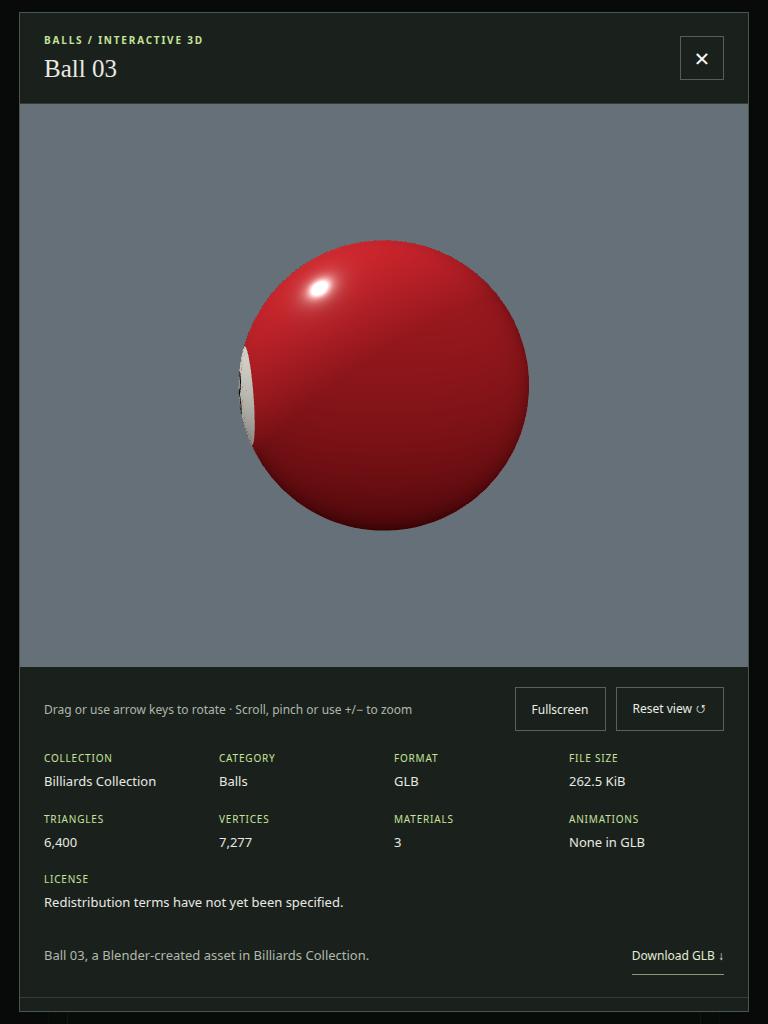 BALLS / INTERACTIVE 3D
Ball 03
✕
Drag or use arrow keys to rotate · Scroll, pinch or use +/− to zoom
Fullscreen
Reset view ↺
COLLECTION
Billiards Collection
CATEGORY
Balls
FORMAT
GLB
FILE SIZE
262.5 KiB
TRIANGLES
6,400
VERTICES
7,277
MATERIALS
3
ANIMATIONS
None in GLB
LICENSE
Redistribution terms have not yet been specified.
Ball 03, a Blender-created asset in Billiards Collection.
Download GLB ↓